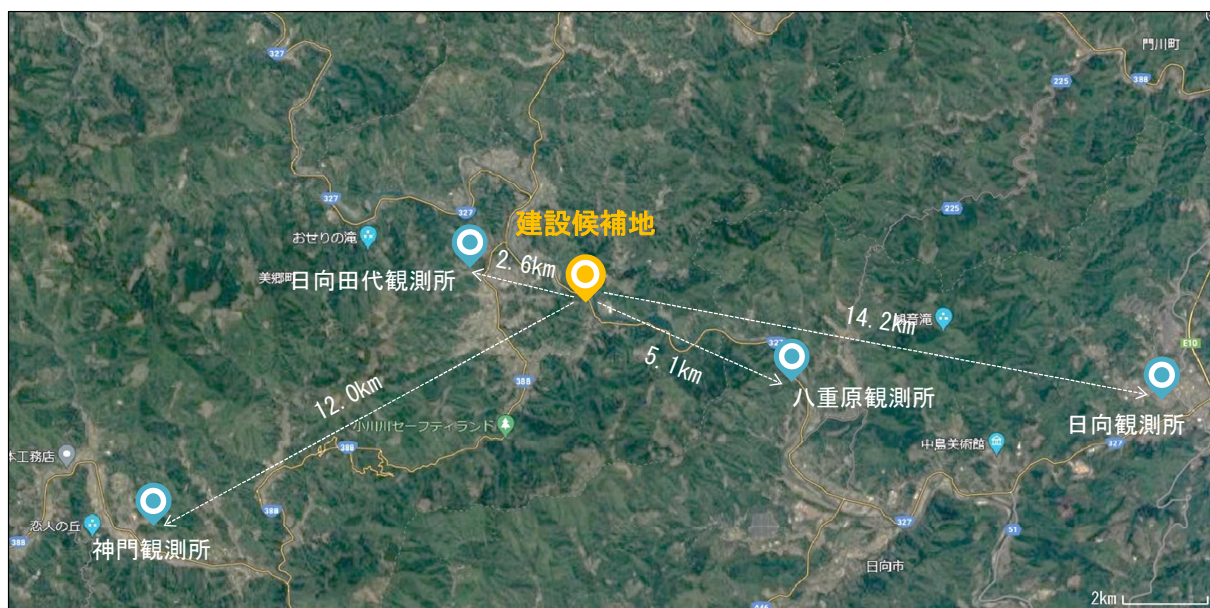 門川町
327
388
225
327
327
225
建設候補地
おせりの滝
2.6km
美郷町
日向田代観測所
14.2km
観音滝
327
E10
5.1km
12.0km
388
八重原観測所
日向観測所
小川川セーフティランド
388
中島美術館
327
本工務店
388
327
恋人の丘
51
388
神門観測所
日向市
2km